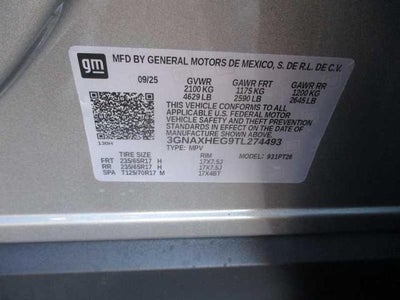 gm
MFD BY GENERAL MOTORS DE MEXICO, S. DE R.L. DE C.V.
09/25 GVWR GAWR FRT GAWR RR
2100 KG 1175 KG 1200 KG
4629 LB 2590 LB 2645 LB
THIS VEHICLE CONFORMS TO ALL
APPLICABLE U.S. FEDERAL MOTOR
VEHICLE SAFETY AND THEFT PREVENTION
STANDARDS IN EFFECT ON THE DATE OF
MANUFACTURE SHOWN ABOVE.
3GNAXHEG9TL274493
TYPE: MPV MODEL: 931PT26
TIRE SIZE RIM
FRT 235/65R17 H 17X7.5J
RR 235/65R17 H 17X7.5J
SPA T125/70R17 M 17X4BT